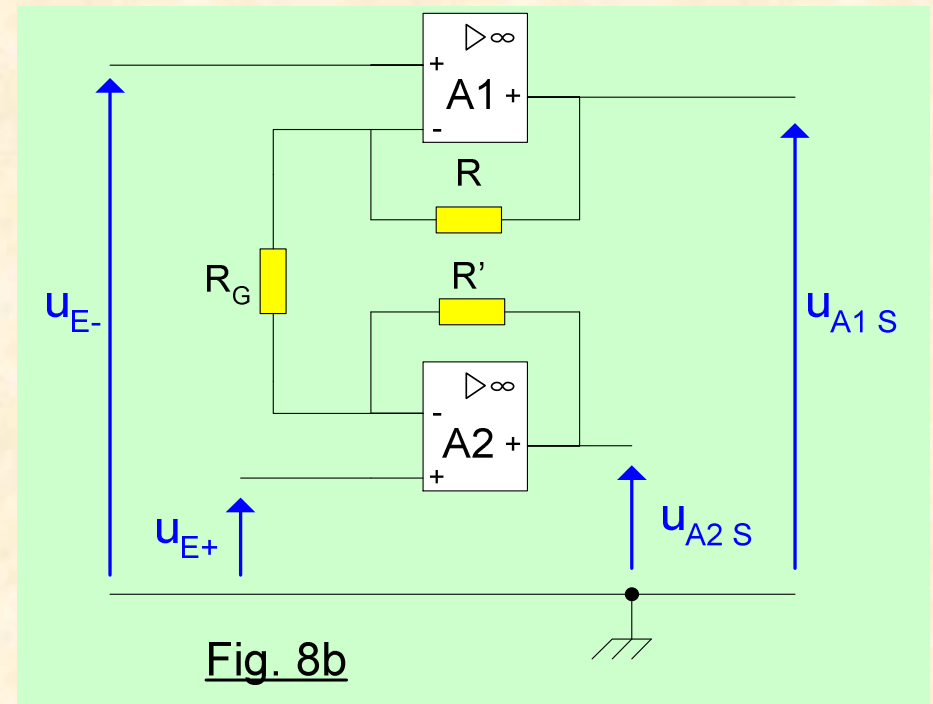 ▷∞
+
A1 +
-
R
R_G
R'
u_E-
u_A1 S
▷∞
-
A2 +
+
u_E+
u_A2 S
Fig. 8b